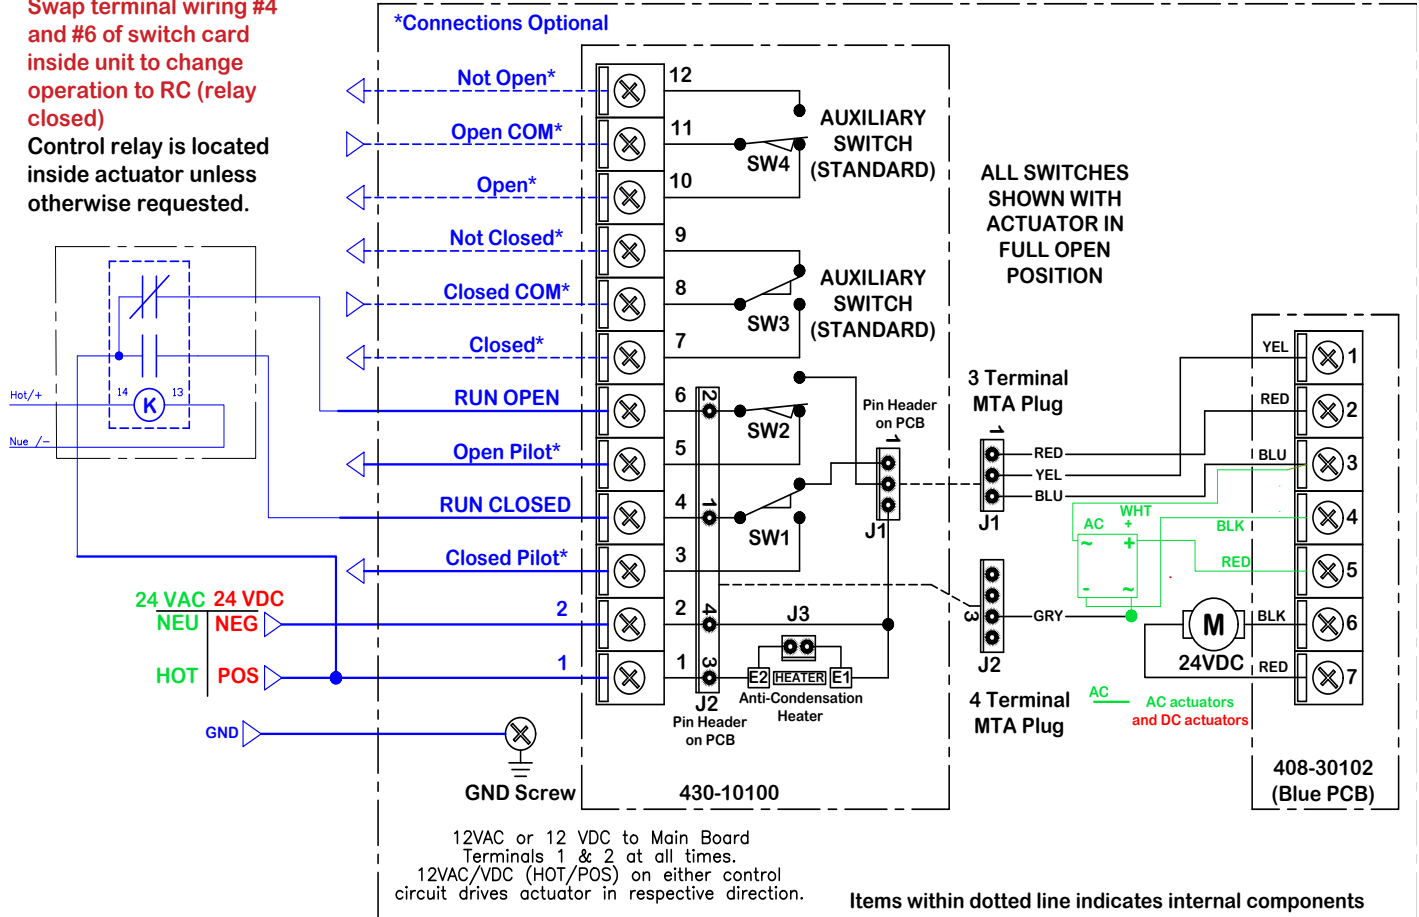 Swap terminal wiring #4
and #6 of switch card
inside unit to change
operation to RC (relay
closed)
Control relay is located
inside actuator unless
otherwise requested.
*Connections Optional
Not Open*
12
Open COM*
11
Open*
10
SW4
AUXILIARY
SWITCH
(STANDARD)
Not Closed*
9
Closed COM*
8
Closed*
7
SW3
AUXILIARY
SWITCH
(STANDARD)
ALL SWITCHES
SHOWN WITH
ACTUATOR IN
FULL OPEN
POSITION
Hot/+
14
K
13
Nue /-
RUN OPEN
6
2
SW2
Open Pilot*
5
RUN CLOSED
4
1
SW1
Closed Pilot*
3
24 VAC
24 VDC
NEU
NEG
2
2
4
HOT
POS
1
1
3
J2
Pin Header
on PCB
J3
E2
HEATER
E1
Anti-Condensation
Heater
Pin Header
on PCB
1
J1
3 Terminal
MTA Plug
1
RED
YEL
BLU
J1
3
GRY
J2
4 Terminal
MTA Plug
YEL
1
RED
2
BLU
3
WHT
AC
+
BLK
4
~
+
RED
5
-
~
M
24VDC
BLK
6
RED
7
AC
AC actuators
and DC actuators
408-30102
(Blue PCB)
GND
GND Screw
430-10100
12VAC or 12 VDC to Main Board
Terminals 1 & 2 at all times.
12VAC/VDC (HOT/POS) on either control
circuit drives actuator in respective direction.
Items within dotted line indicates internal components